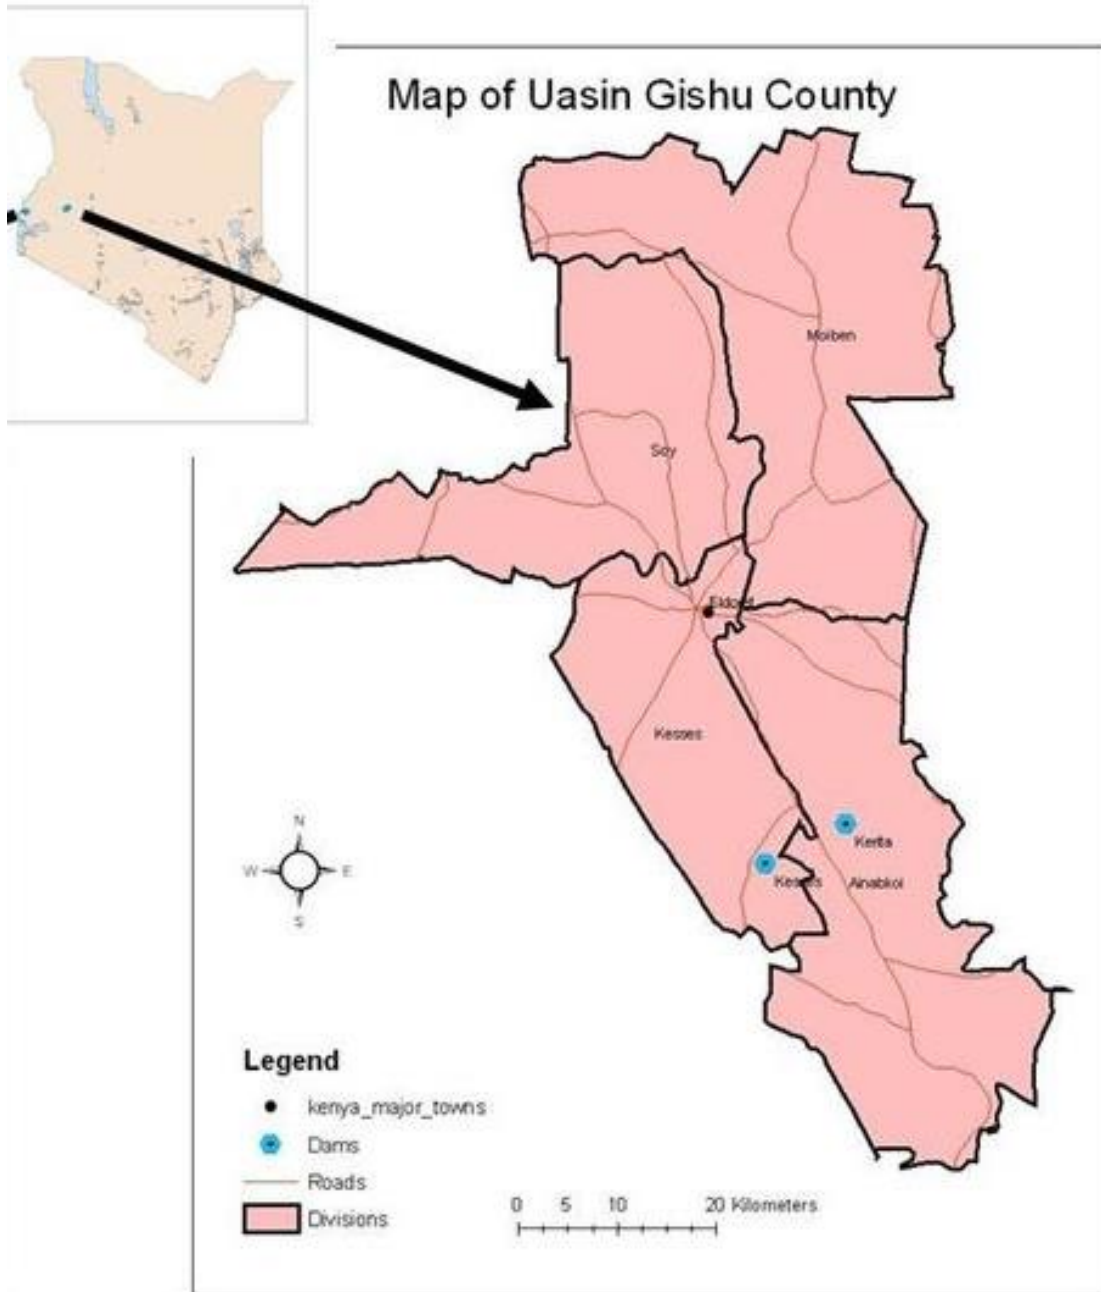 Map of Uasin Gishu County
Moiben
Soy
Eldoret
Kesses
Kerita
Kesses
Ainabkoi
N
W E
S
Legend
kenya_major_towns
Dams
Roads
Divisions
0 5 10 20 Kilometers